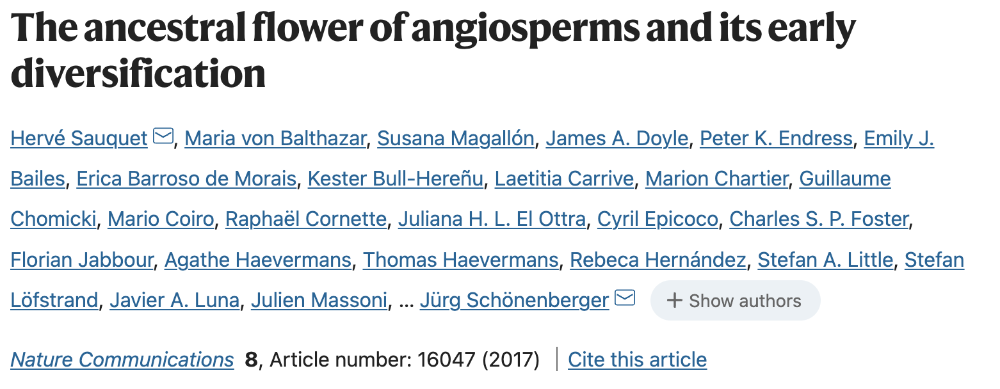 The ancestral flower of angiosperms and its early
diversification
Hervé Sauquet, Maria von Balthazar, Susana Magallón, James A. Doyle, Peter K. Endress, Emily J.
Bailes, Erica Barroso de Morais, Kester Bull-Hereñu, Laetitia Carrive, Marion Chartier, Guillaume
Chomicki, Mario Coiro, Raphaël Cornette, Juliana H. L. El Ottra, Cyril Epicoco, Charles S. P. Foster,
Florian Jabbour, Agathe Haevermans, Thomas Haevermans, Rebeca Hernández, Stefan A. Little, Stefan
Löfstrand, Javier A. Luna, Julien Massoni, ... Jürg Schönenberger + Show authors
Nature Communications 8, Article number: 16047 (2017) | Cite this article